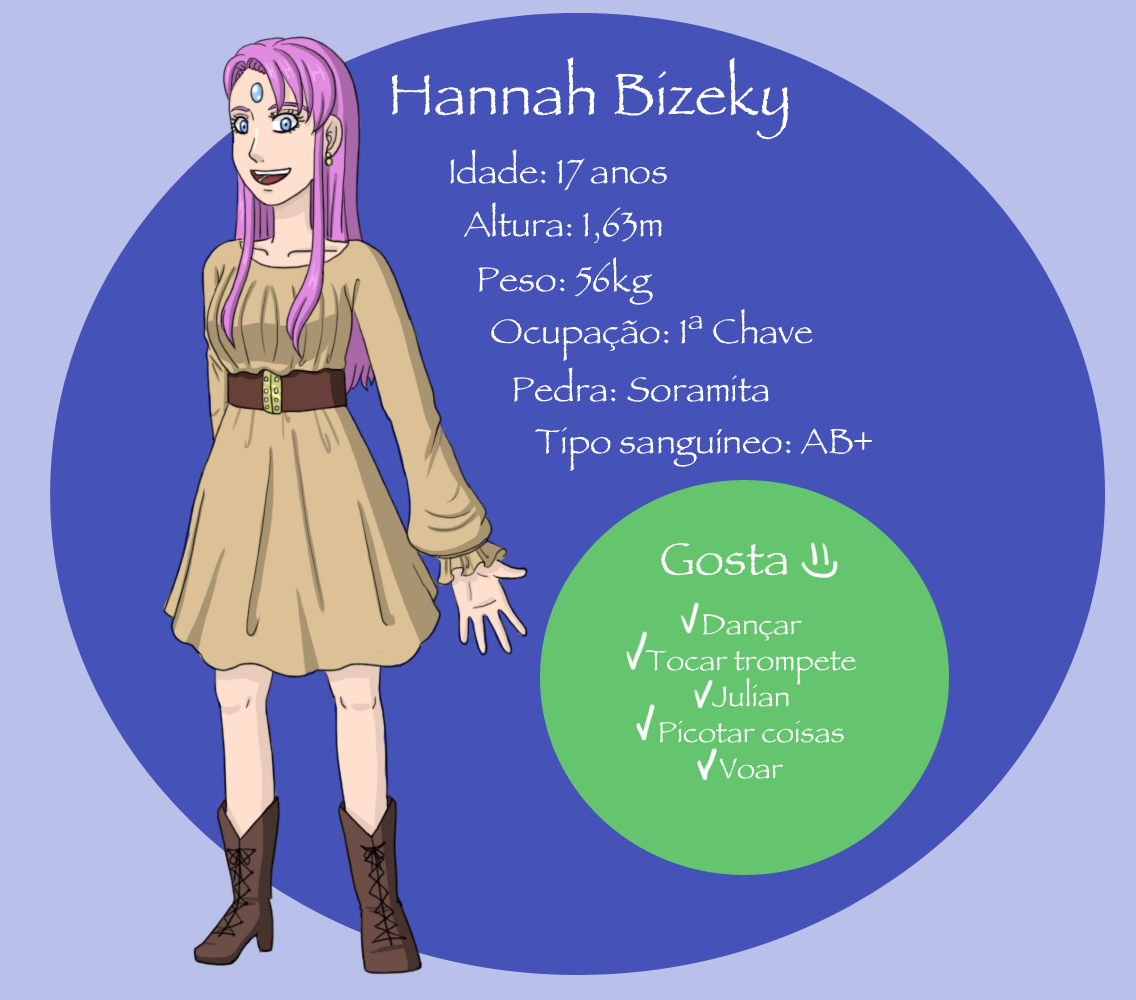 Hannah Bizeky
Idade: 17 anos
Altura: 1,63m
Peso: 56kg
Ocupação: 1ª Chave
Pedra: Soramita
Tipo sanguíneo: AB+
Gosta
Dançar
Tocar trompete
Julian
Picotar coisas
Voar